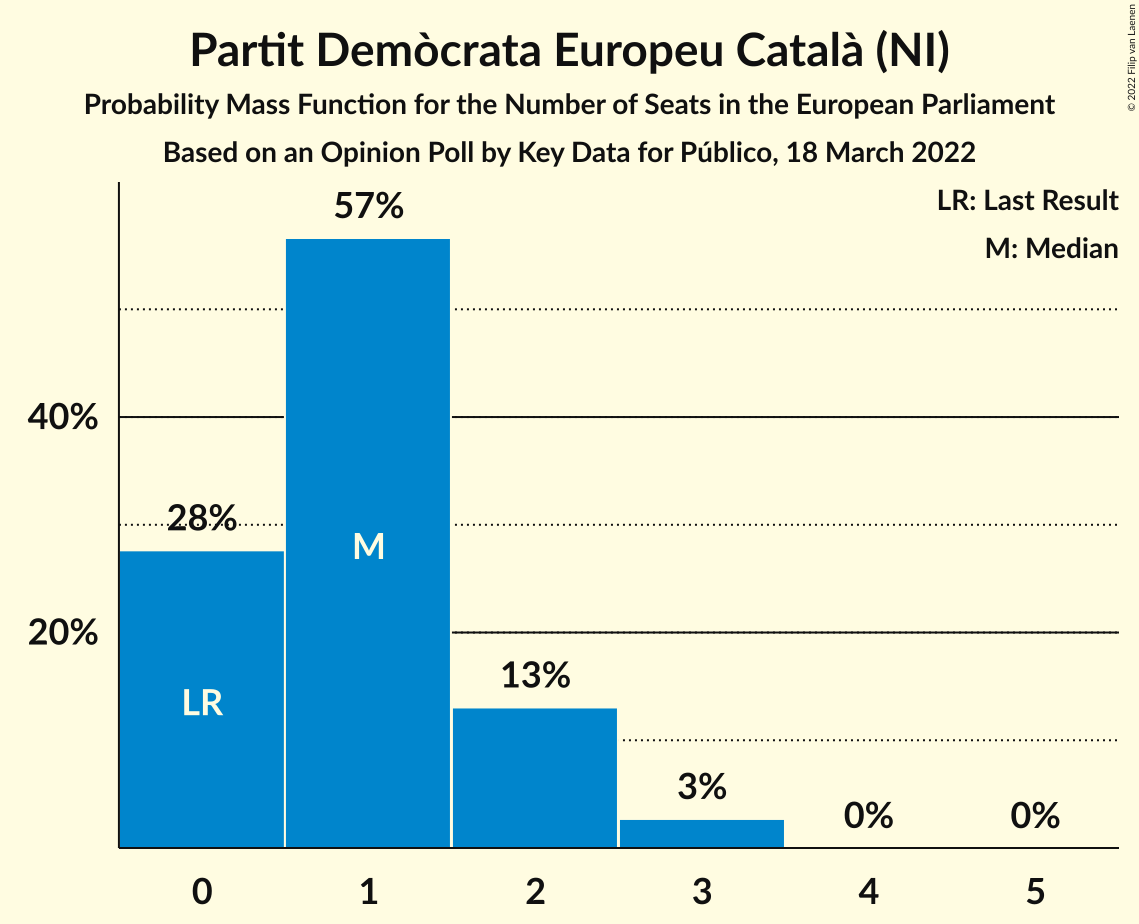 Partit Demòcrata Europeu Català (NI)
Probability Mass Function for the Number of Seats in the European Parliament
Based on an Opinion Poll by Key Data for Público, 18 March 2022
© 2022 Filip van Laenen
LR: Last Result
M: Median
57%
40%
28%
M
20%
13%
LR
3%
0%
0%
0 1 2 3 4 5